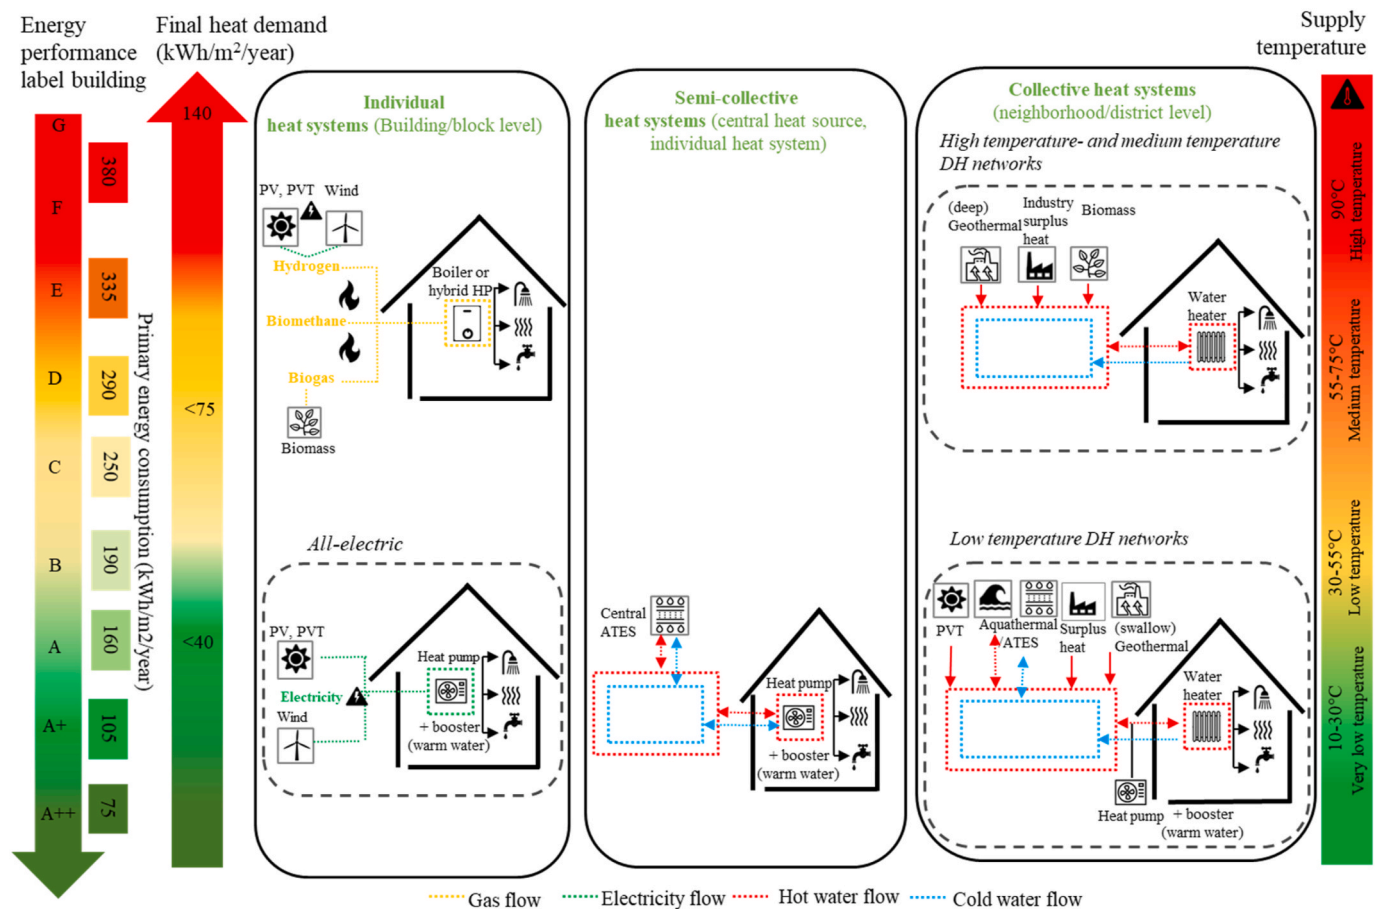 Energy
performance
label building
Final heat demand
(kWh/m²/year)
Supply
temperature
G
F
E
D
C
B
A
A+
A++
380
335
290
250
190
160
105
75
Primary energy consumption (kWh/m2/year)
140
<75
<40
Individual
heat systems (Building/block level)
PV, PVT
Wind
Hydrogen
Biomethane
Biogas
Biomass
Boiler or
hybrid HP
All-electric
PV, PVT
Electricity
Wind
Heat pump
+ booster
(warm water)
Semi-collective
heat systems (central heat source,
individual heat system)
Central
ATES
Heat pump
+ booster
(warm water)
Collective heat systems
(neighborhood/district level)
High temperature- and medium temperature
DH networks
(deep)
Geothermal
Industry
surplus
heat
Biomass
Water
heater
Low temperature DH networks
PVT
Aquathermal
/ATES
Surplus
heat
(swallow)
Geothermal
Water
heater
Heat pump
+ booster
(warm water)
90°C
High temperature
55-75°C
Medium temperature
30-55°C
Low temperature
10-30°C
Very low temperature
Gas flow
Electricity flow
Hot water flow
Cold water flow